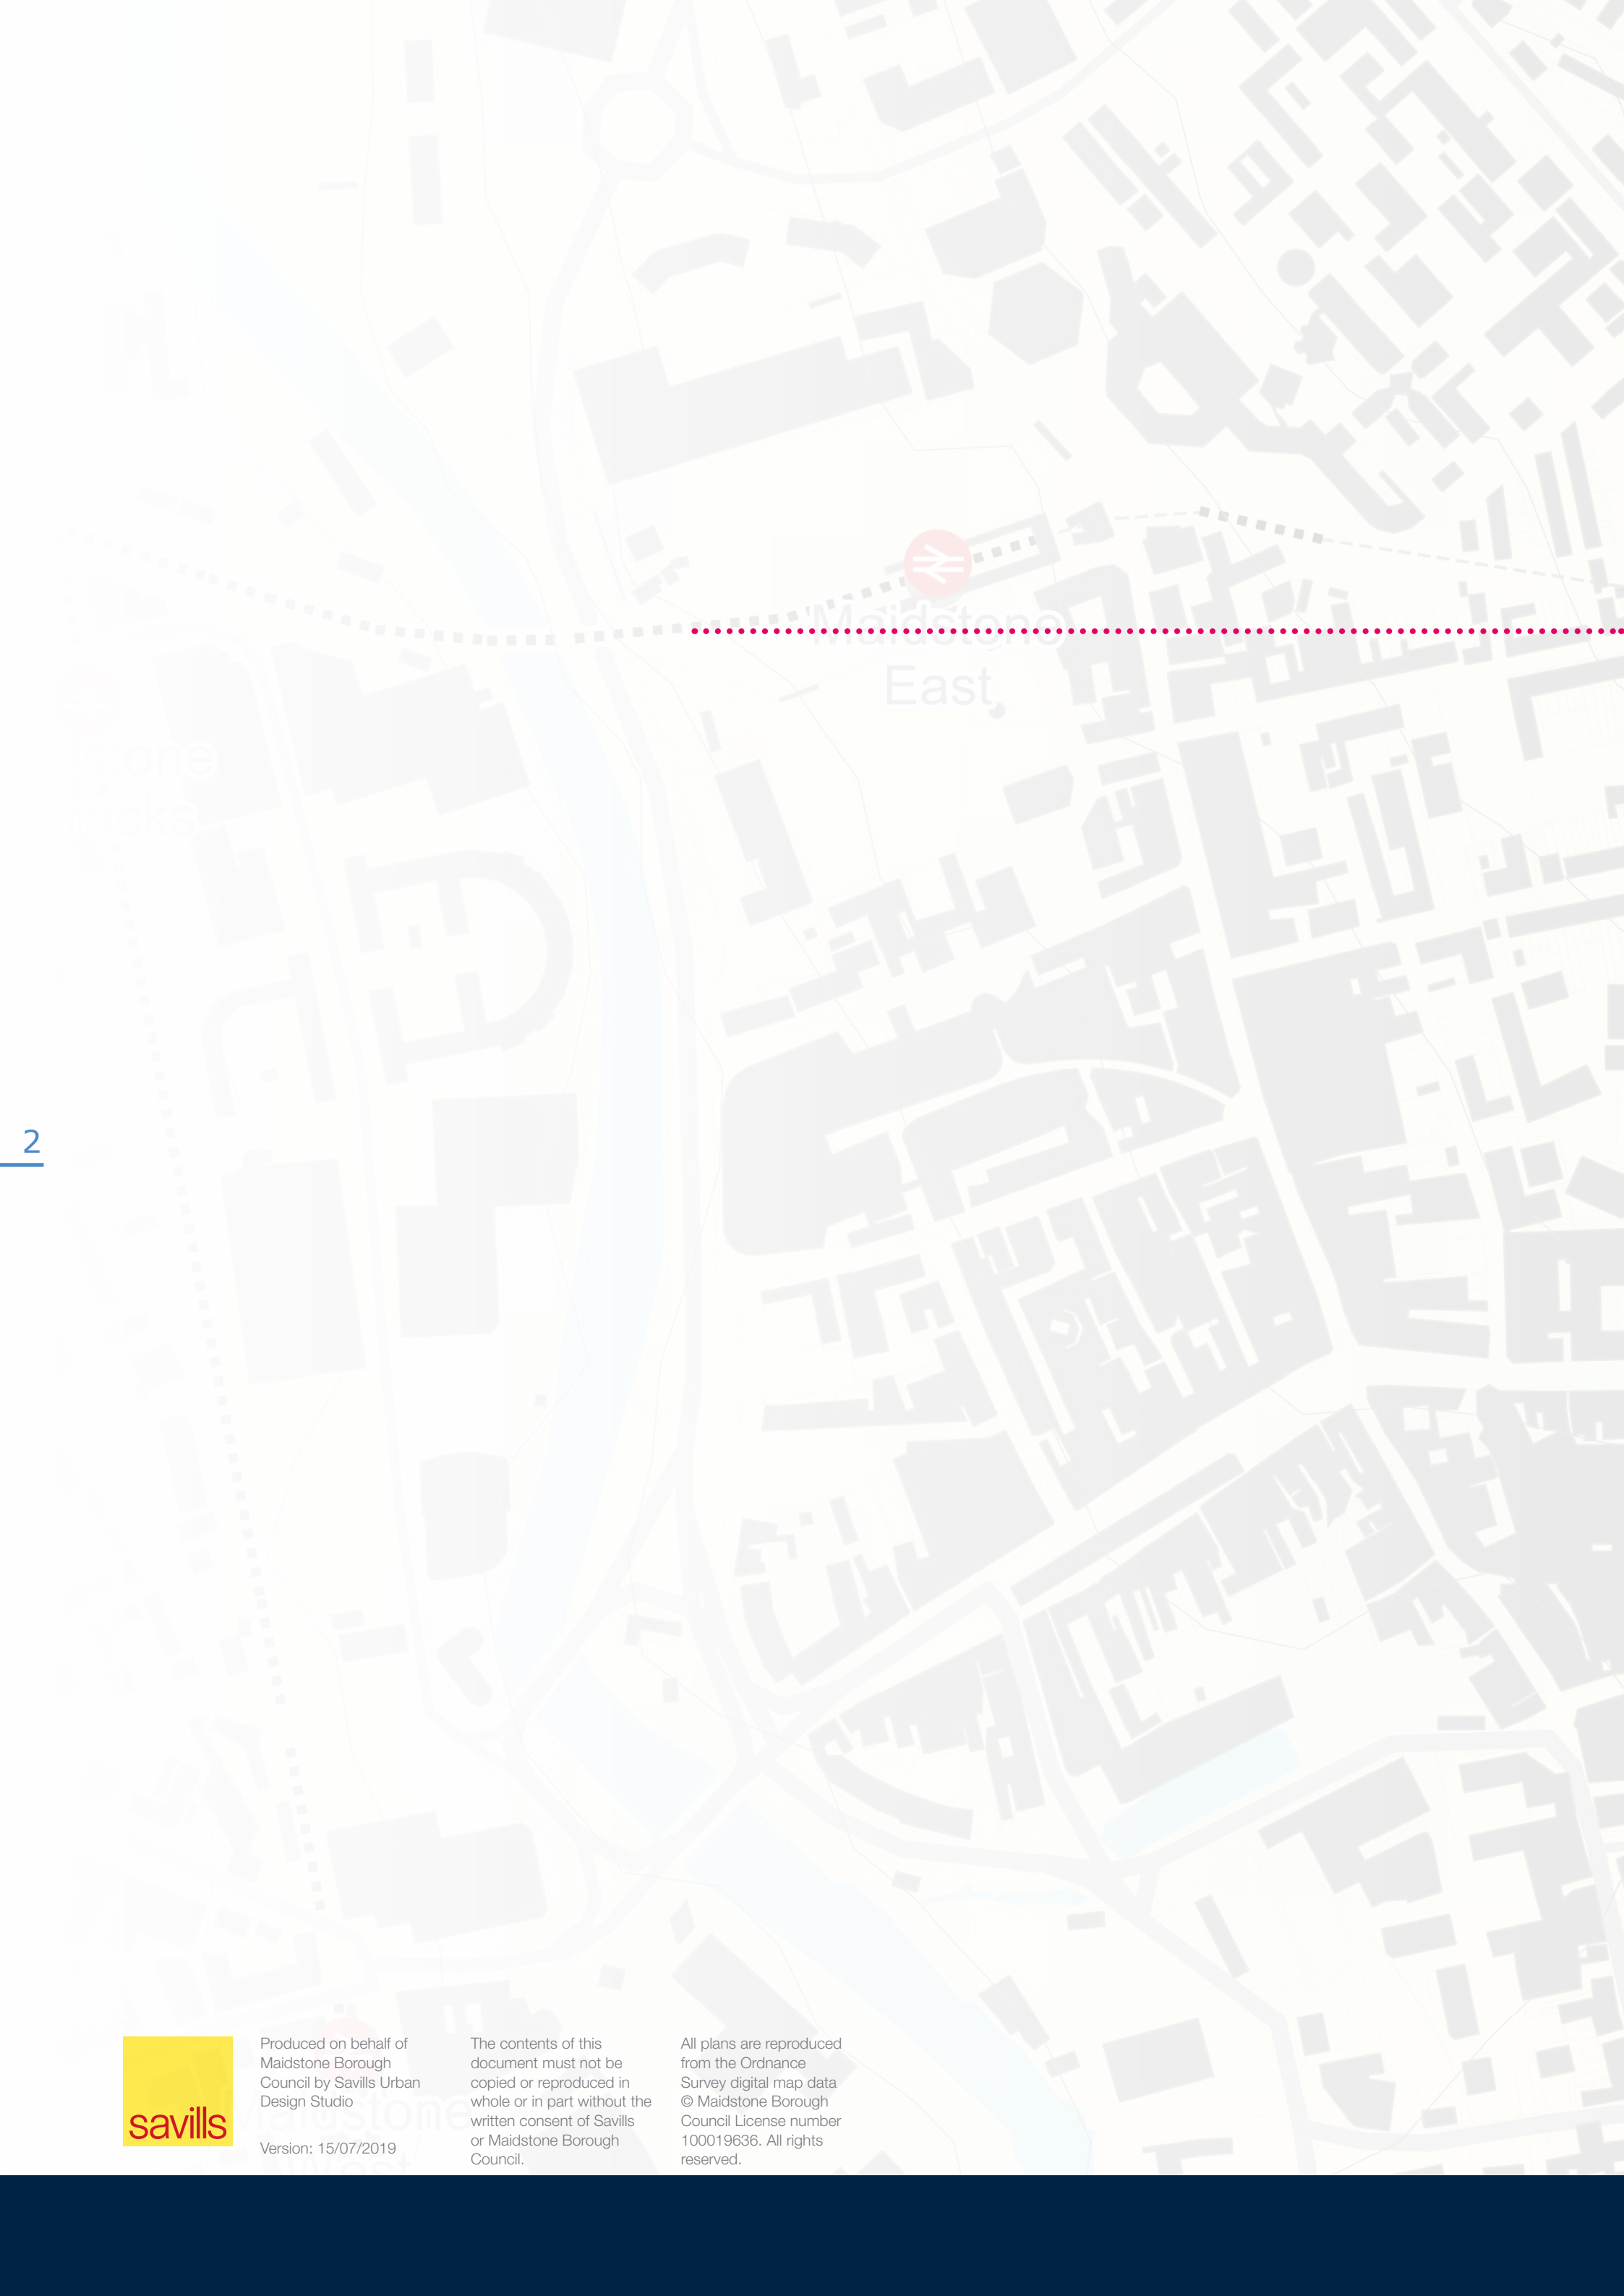 Maidstone
East
2
savills
Produced on behalf of
Maidstone Borough
Council by Savills Urban
Design Studio
Version: 15/07/2019
The contents of this
document must not be
copied or reproduced in
whole or in part without the
written consent of Savills
or Maidstone Borough
Council.
All plans are reproduced
from the Ordnance
Survey digital map data
© Maidstone Borough
Council License number
100019636. All rights
reserved.
Maidstone